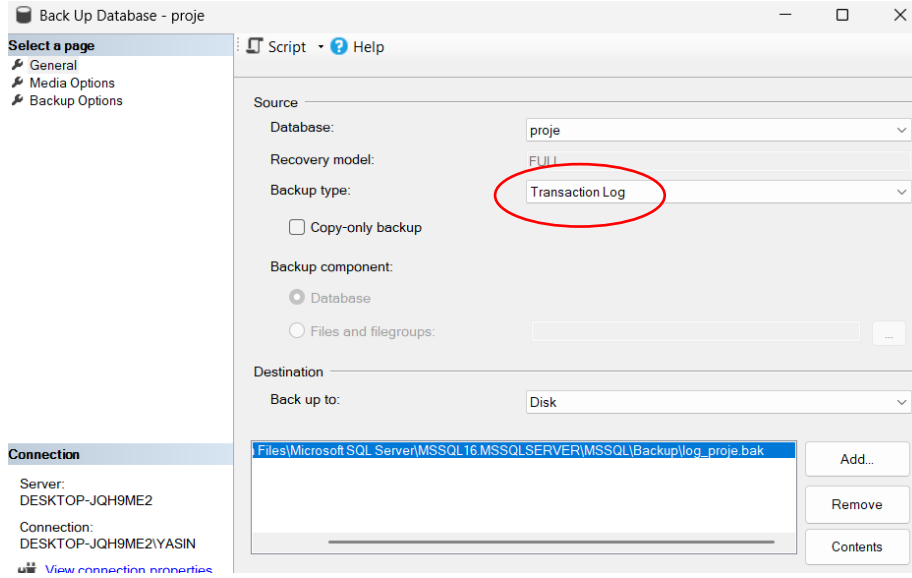 Back Up Database - proje
Select a page
General
Media Options
Backup Options
Script
Help
Source
Database:
proje
Recovery model:
FULL
Backup type:
Transaction Log
Copy-only backup
Backup component:
Database
Files and filegroups:
...
Destination
Back up to:
Disk
Files\Microsoft SQL Server\MSSQL16.MSSQLSERVER\MSSQL\Backup\log_proje.bak
Add...
Remove
Contents
Connection
Server:
DESKTOP-JQH9ME2
Connection:
DESKTOP-JQH9ME2\YASIN
View connection properties